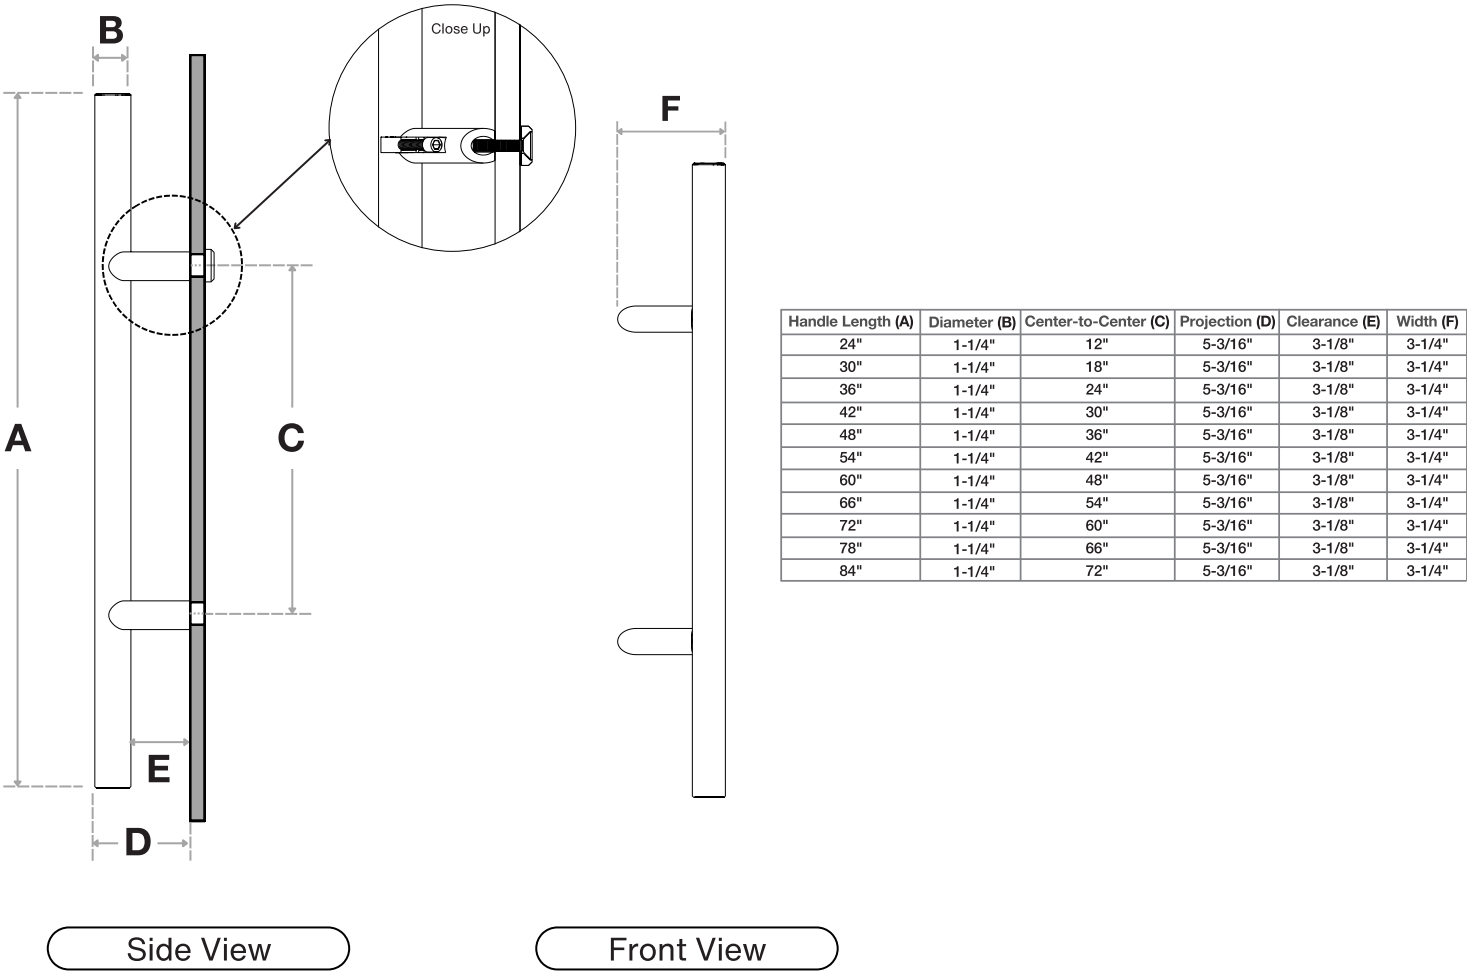 B
Close Up
F
A
C
E
D
Handle Length (A) Diameter (B) Center-to-Center (C) Projection (D) Clearance (E) Width (F)
24" 1-1/4" 12" 5-3/16" 3-1/8" 3-1/4"
30" 1-1/4" 18" 5-3/16" 3-1/8" 3-1/4"
36" 1-1/4" 24" 5-3/16" 3-1/8" 3-1/4"
42" 1-1/4" 30" 5-3/16" 3-1/8" 3-1/4"
48" 1-1/4" 36" 5-3/16" 3-1/8" 3-1/4"
54" 1-1/4" 42" 5-3/16" 3-1/8" 3-1/4"
60" 1-1/4" 48" 5-3/16" 3-1/8" 3-1/4"
66" 1-1/4" 54" 5-3/16" 3-1/8" 3-1/4"
72" 1-1/4" 60" 5-3/16" 3-1/8" 3-1/4"
78" 1-1/4" 66" 5-3/16" 3-1/8" 3-1/4"
84" 1-1/4" 72" 5-3/16" 3-1/8" 3-1/4"
Side View
Front View